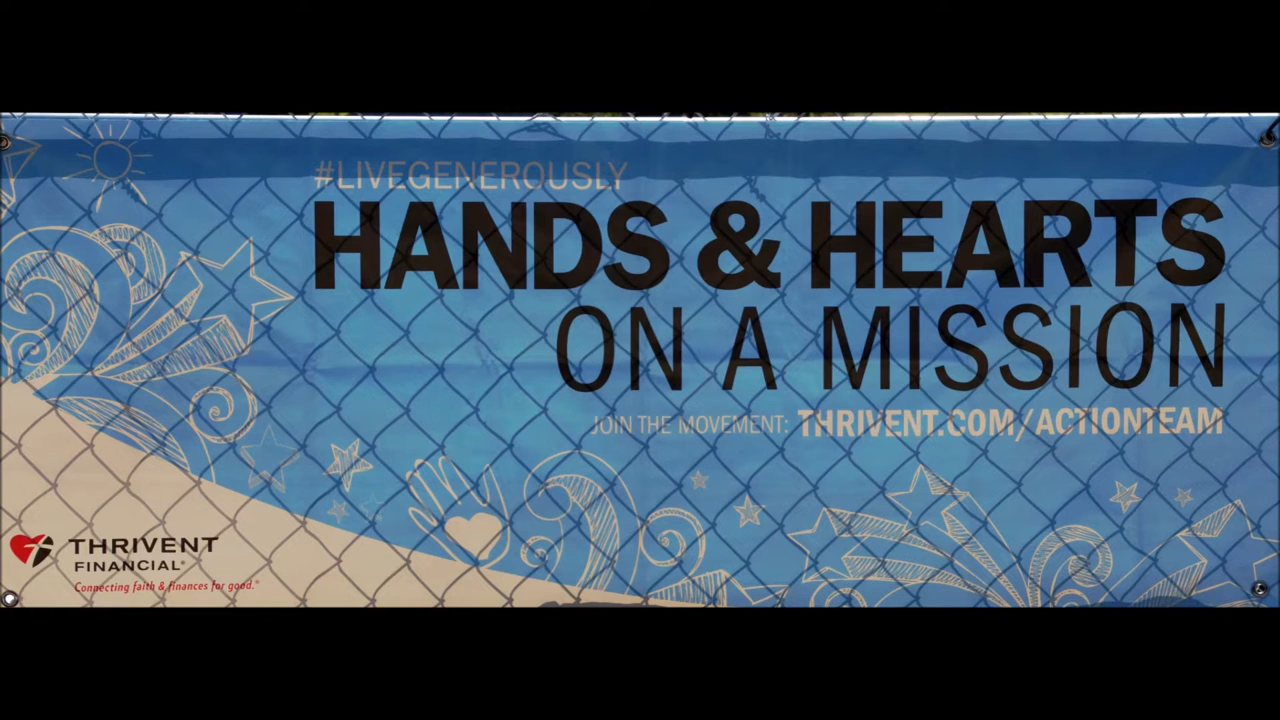 #LIVEGENEROUSLY
HANDS & HEARTS
ON A MISSION
JOIN THE MOVEMENT: THRIVENT.COM/ACTIONTEAM
THRIVENT
FINANCIAL®
Connecting faith & finances for good.®